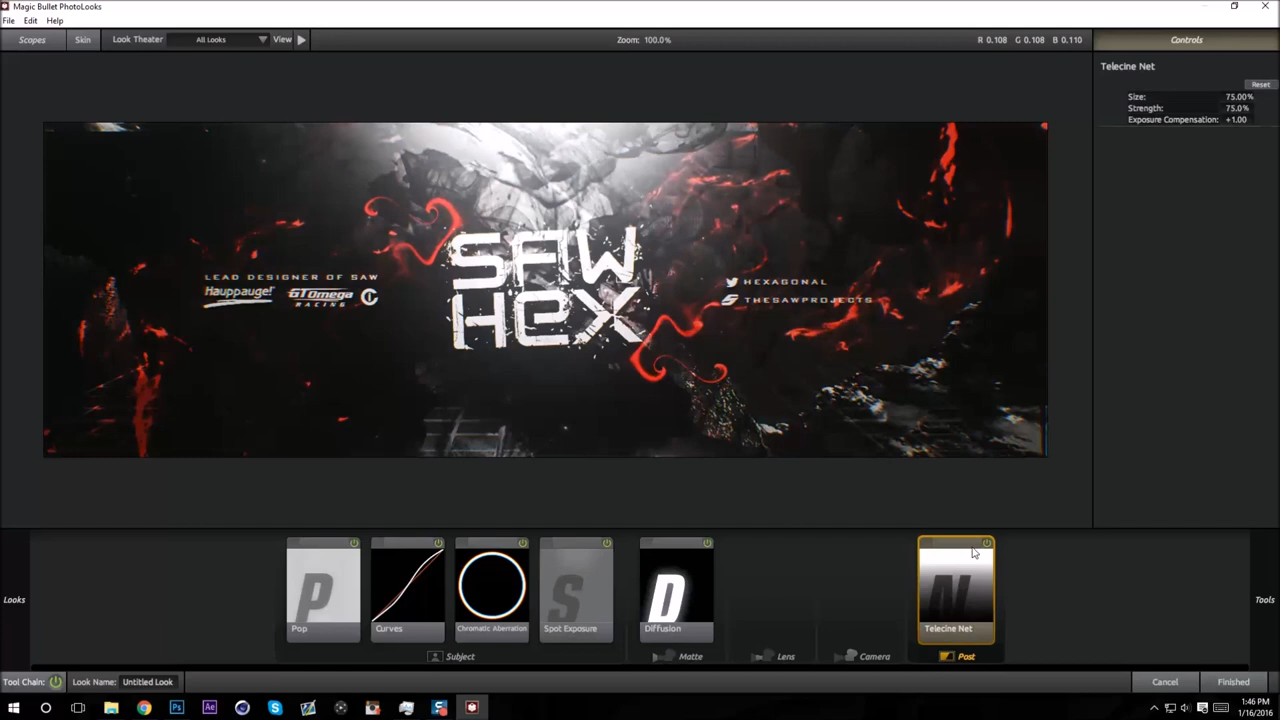 Magic Bullet PhotoLooks
File Edit Help
Scopes Skin Look Theater All Looks View Zoom: 100.0% R 0.108 G 0.108 B 0.110 Controls
Telecine Net
Reset
Size: 75.00%
Strength: 75.0%
Exposure Compensation: +1.00
SAW
HEX
LEAD DESIGNER OF SAW
Hauppauge! GT Omega
RACING
HEXAGONAL
THESAWPROJECTS
P
S
D
N
Pop Curves Chromatic Aberration Spot Exposure Diffusion Telecine Net
Looks
Tools
Subject Matte Lens Camera Post
Tool Chain: Look Name: Untitled Look Cancel Finished
Ps Ae
1:46 PM
1/16/2016